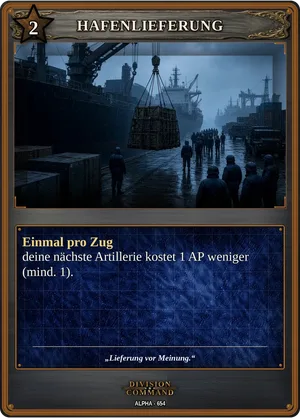 2
HAFENLIEFERUNG
Einmal pro Zug
deine nächste Artillerie kostet 1 AP weniger
(mind. 1).
„Lieferung vor Meinung.“
DIVISION
COMMAND
ALPHA - 654